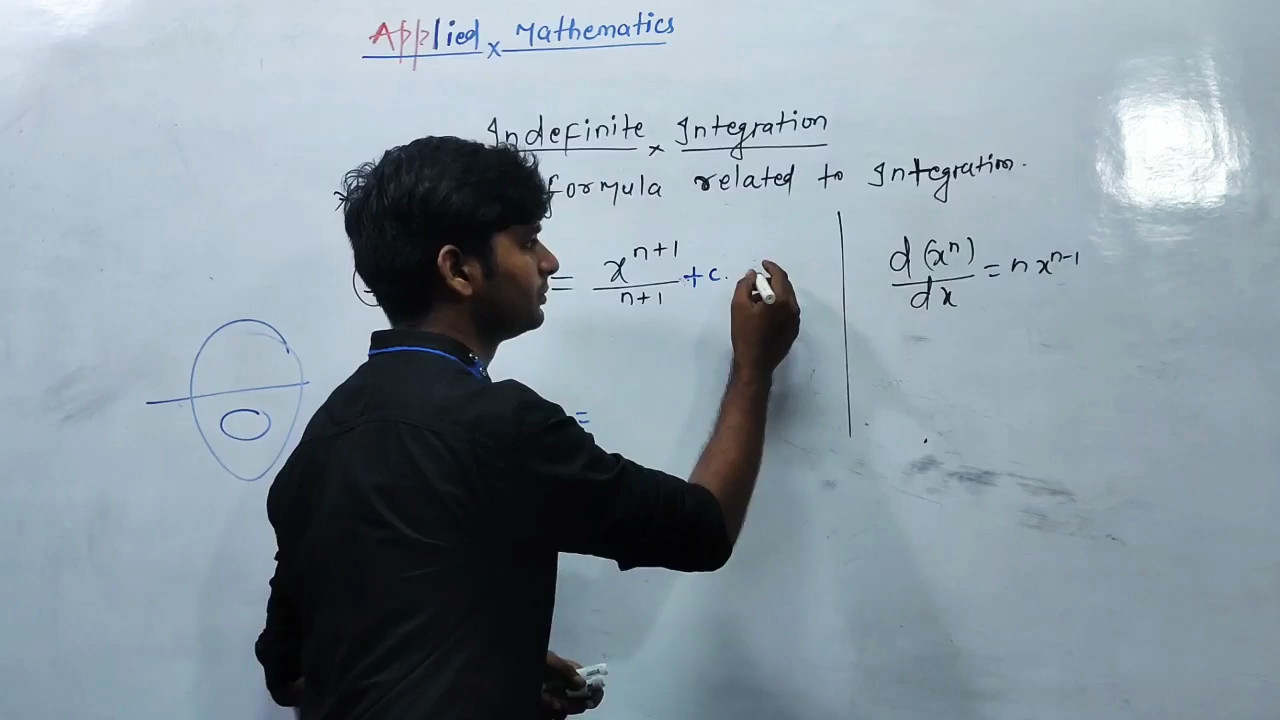 Applied x Mathematics
Indefinite x Integration
formula related to Integration.
= x^{n+1}/n+1 + c.
d(x^n)/dx = n x^{n-1}
=